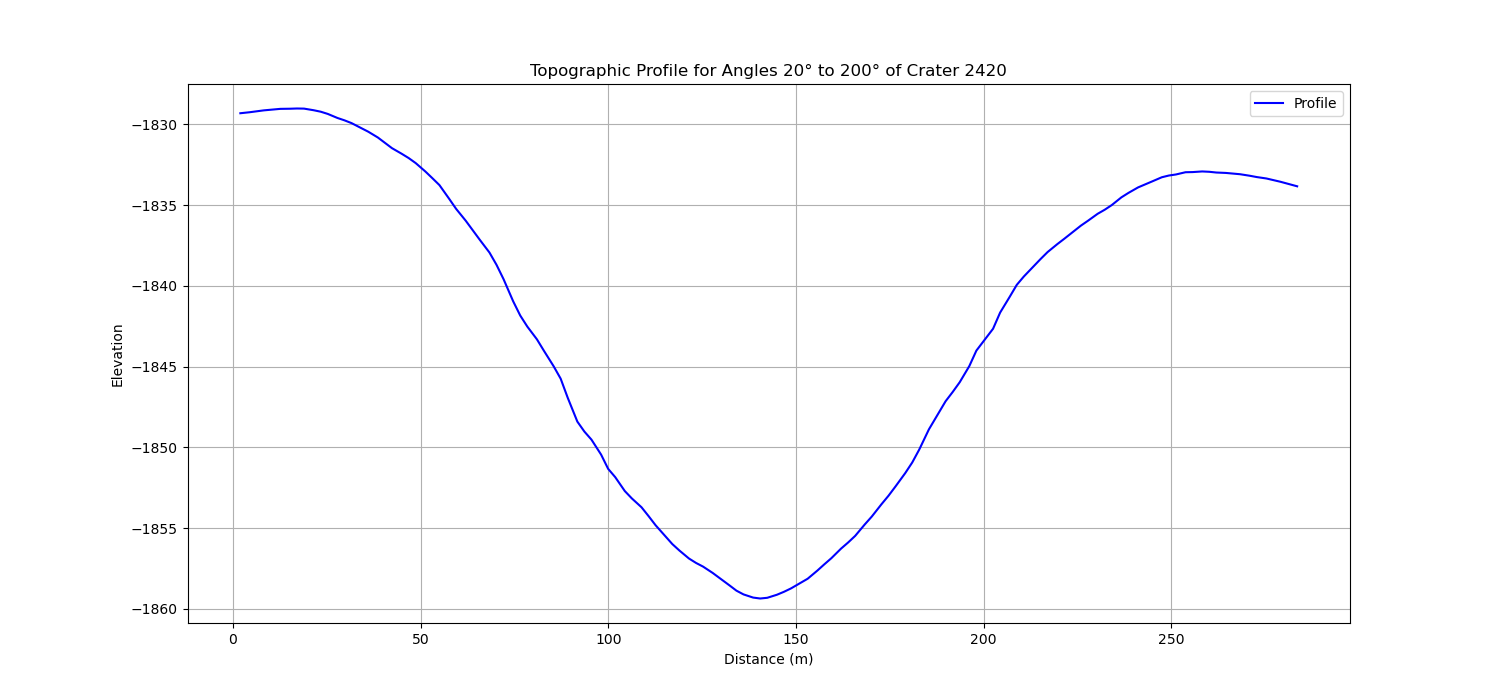 Topographic Profile for Angles 20° to 200° of Crater 2420
Profile
−1830
−1835
−1840
−1845
−1850
−1855
−1860
Elevation
0 50 100 150 200 250
Distance (m)